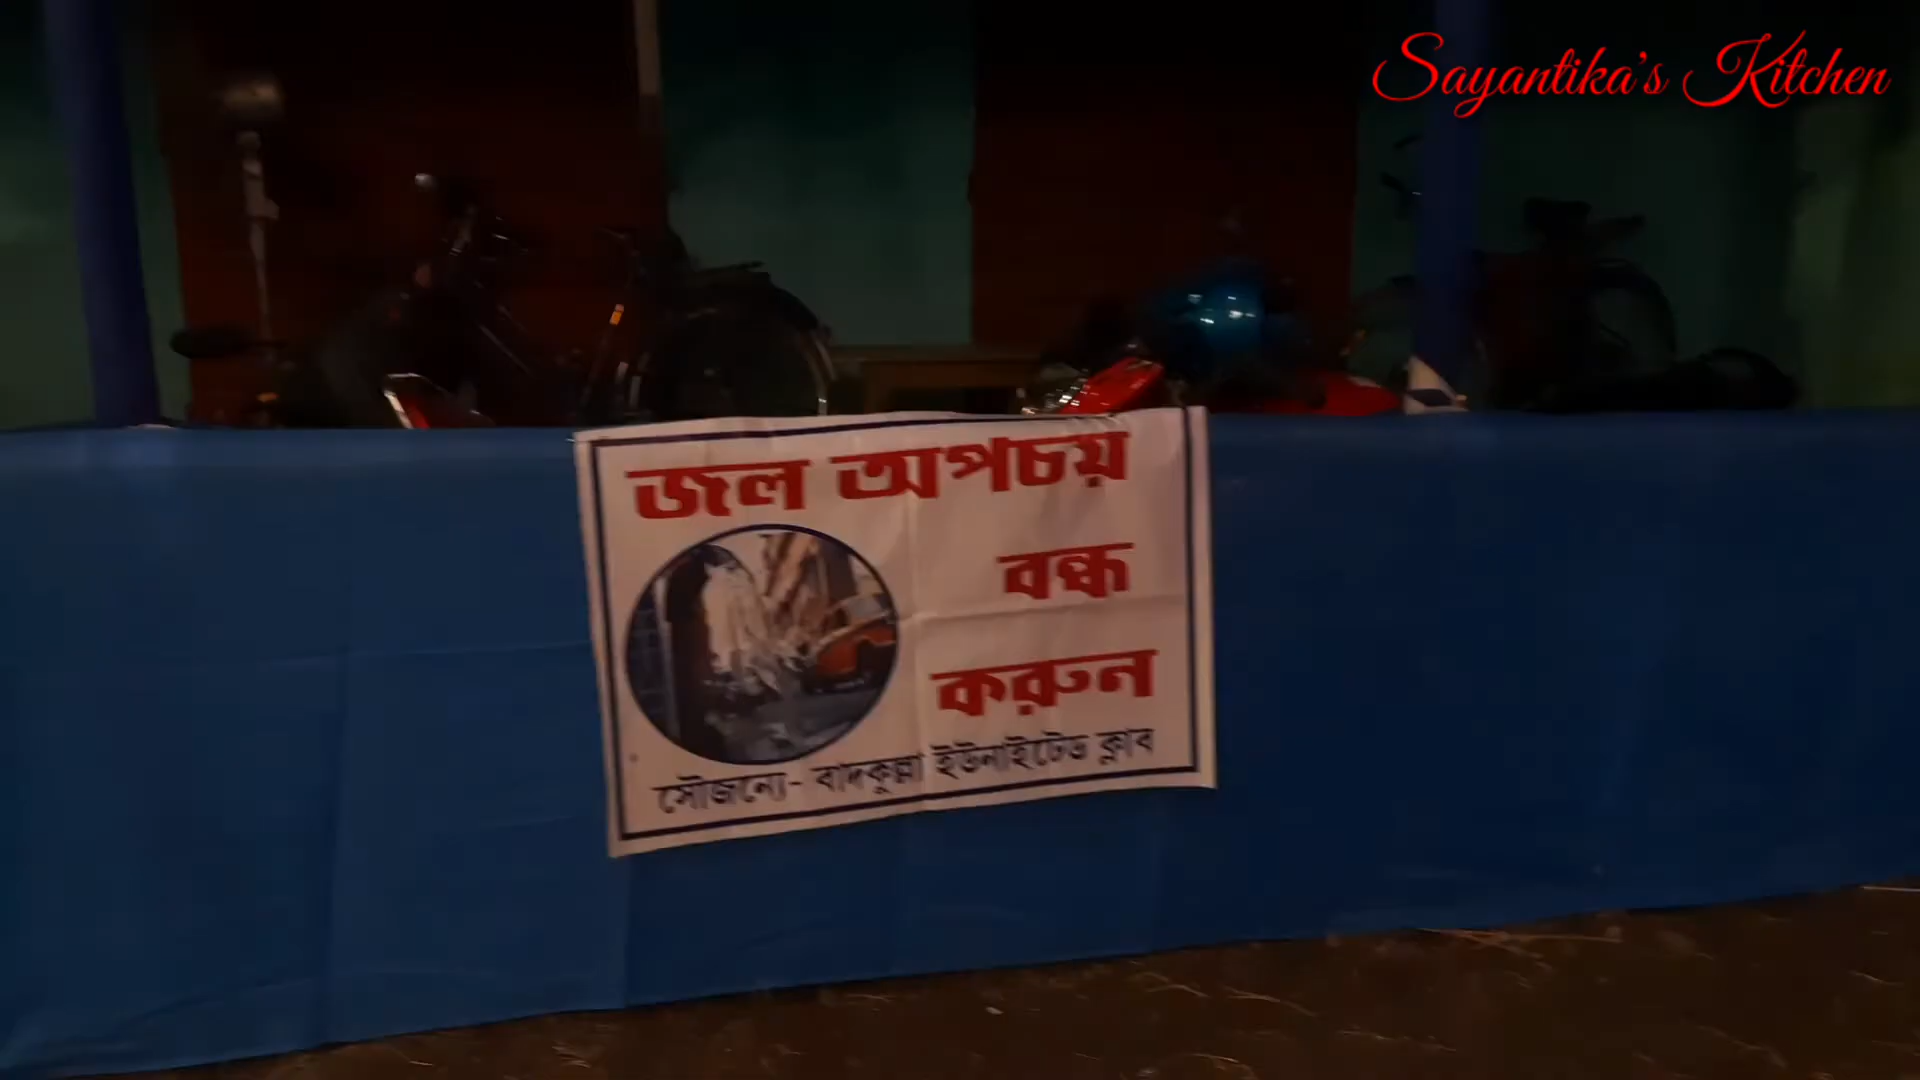 Sayantika's Kitchen
জল অপচয়
বন্ধ
করুন
সৌজন্যে- বাদকুল্লা ইউনাইটেড ক্লাব